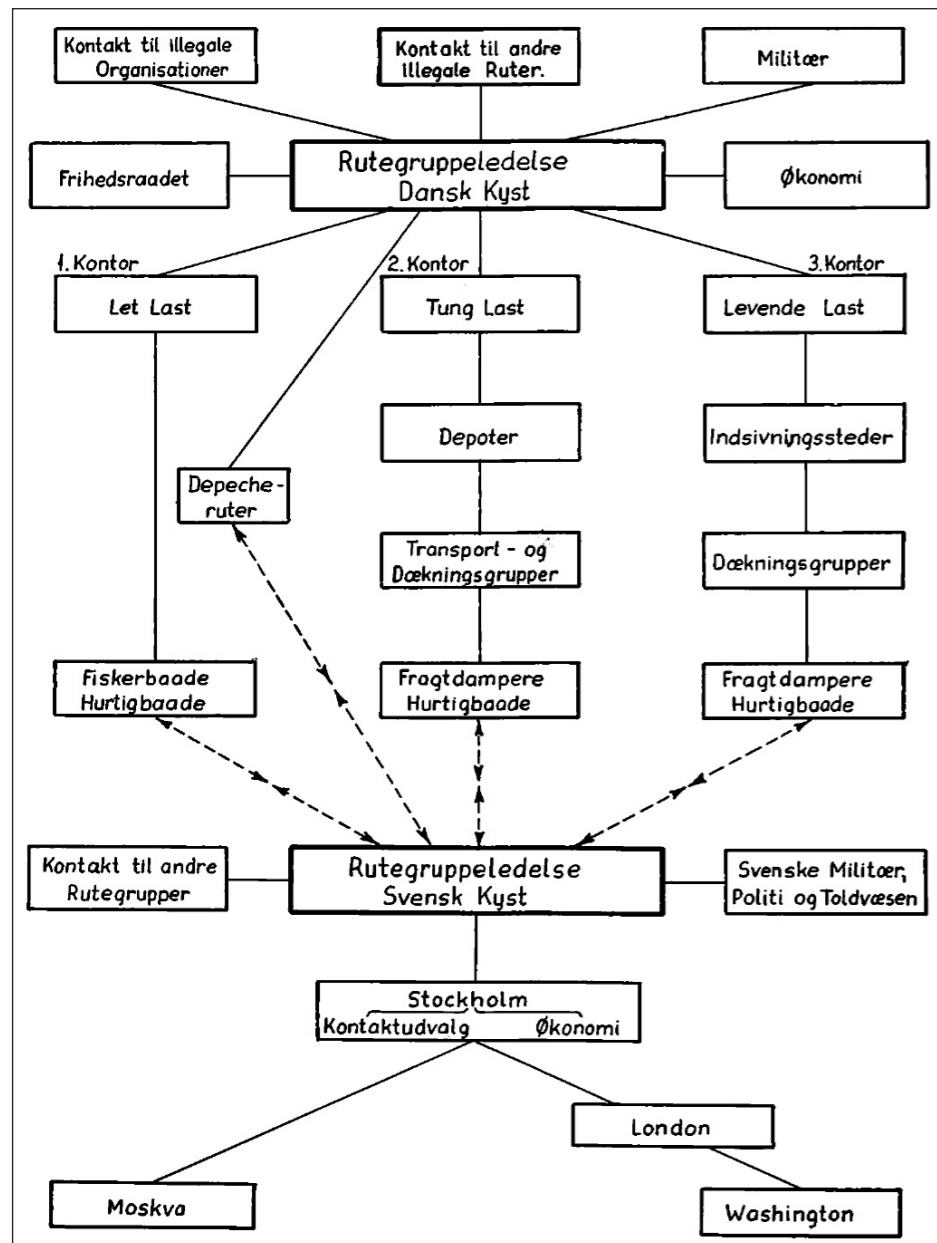 Kontakt til illegale
Organisationer
Kontakt til andre
illegale Ruter.
Militær
Frihedsraadet
Rutegruppeledelse
Dansk Kyst
Økonomi
1. Kontor
2. Kontor
3. Kontor
Let Last
Tung Last
Levende Last
Depoter
Indsivningssteder
Depeche-
ruter
Transport- og
Dækningsgrupper
Dækningsgrupper
Fiskerbaade
Hurtigbaade
Fragtdampere
Hurtigbaade
Fragtdampere
Hurtigbaade
Kontakt til andre
Rutegrupper
Rutegruppeledelse
Svensk Kyst
Svenske Militær,
Politi og Toldvæsen
Stockholm
Kontaktudvalg Økonomi
London
Moskva
Washington